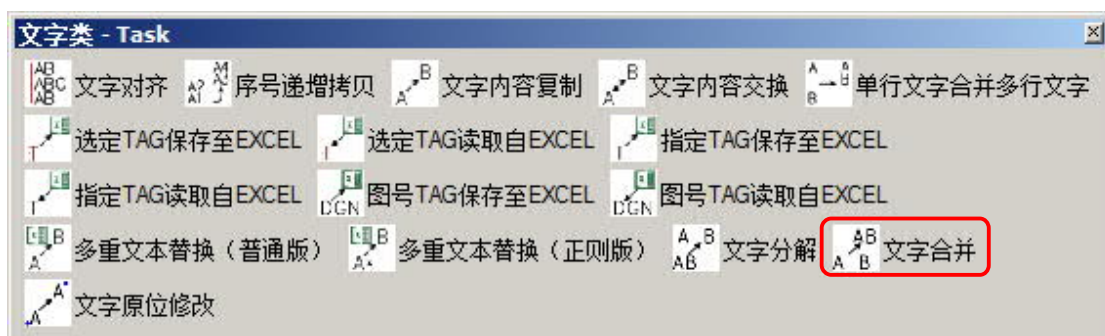 文字类 - Task
文字对齐 序号递增拷贝 文字内容复制 文字内容交换 单行文字合并多行文字
选定TAG保存至EXCEL 选定TAG读取自EXCEL 指定TAG保存至EXCEL
指定TAG读取自EXCEL DGN 图号TAG保存至EXCEL DGN 图号TAG读取自EXCEL
多重文本替换（普通版） 多重文本替换（正则版） 文字分解 文字合并
文字原位修改